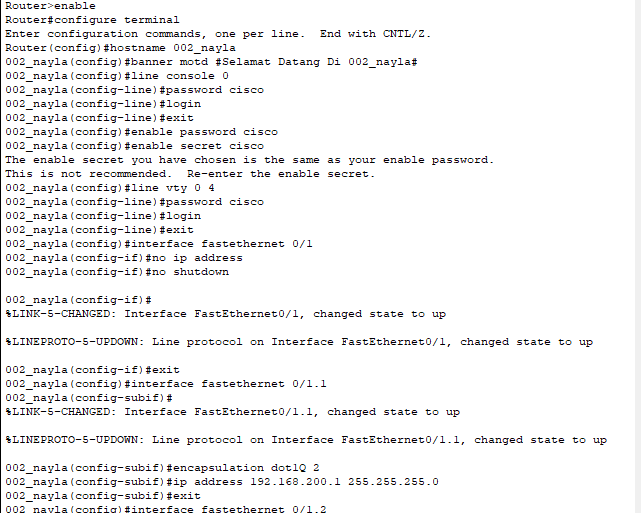 Router>enable
Router#configure terminal
Enter configuration commands, one per line.  End with CNTL/Z.
Router(config)#hostname 002_nayla
002_nayla(config)#banner motd #Selamat Datang Di 002_nayla#
002_nayla(config)#line console 0
002_nayla(config-line)#password cisco
002_nayla(config-line)#login
002_nayla(config-line)#exit
002_nayla(config)#enable password cisco
002_nayla(config)#enable secret cisco
The enable secret you have chosen is the same as your enable password.
This is not recommended.  Re-enter the enable secret.
002_nayla(config)#line vty 0 4
002_nayla(config-line)#password cisco
002_nayla(config-line)#login
002_nayla(config-line)#exit
002_nayla(config)#interface fastethernet 0/1
002_nayla(config-if)#no ip address
002_nayla(config-if)#no shutdown
002_nayla(config-if)#
%LINK-5-CHANGED: Interface FastEthernet0/1, changed state to up
%LINEPROTO-5-UPDOWN: Line protocol on Interface FastEthernet0/1, changed state to up
002_nayla(config-if)#exit
002_nayla(config)#interface fastethernet 0/1.1
002_nayla(config-subif)#
%LINK-5-CHANGED: Interface FastEthernet0/1.1, changed state to up
%LINEPROTO-5-UPDOWN: Line protocol on Interface FastEthernet0/1.1, changed state to up
002_nayla(config-subif)#encapsulation dot1Q 2
002_nayla(config-subif)#ip address 192.168.200.1 255.255.255.0
002_nayla(config-subif)#exit
002_nayla(config)#interface fastethernet 0/1.2